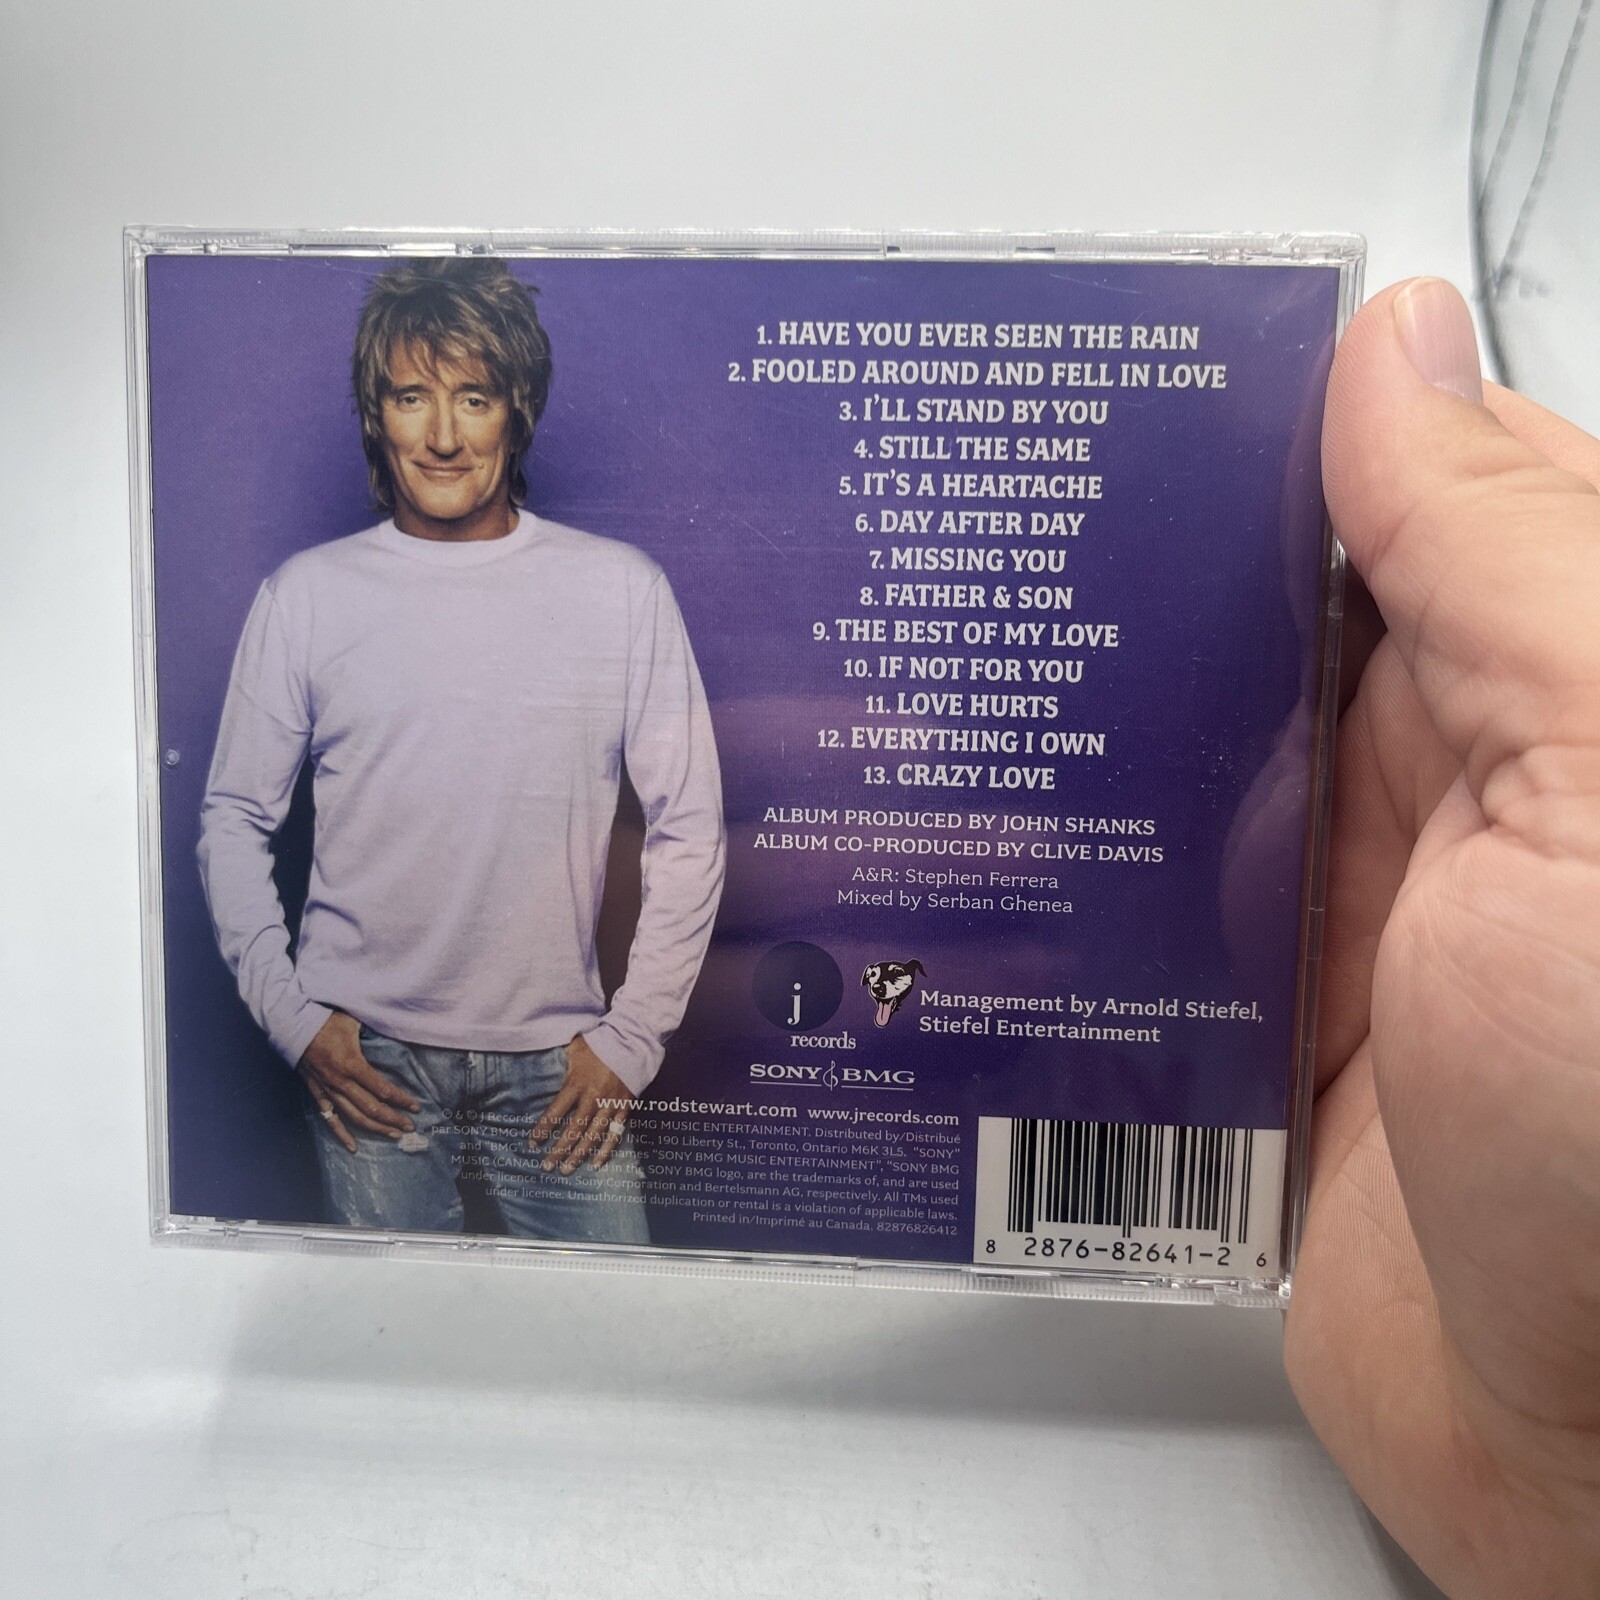 1. HAVE YOU EVER SEEN THE RAIN
2. FOOLED AROUND AND FELL IN LOVE
3. I'LL STAND BY YOU
4. STILL THE SAME
5. IT'S A HEARTACHE
6. DAY AFTER DAY
7. MISSING YOU
8. FATHER & SON
9. THE BEST OF MY LOVE
10. IF NOT FOR YOU
11. LOVE HURTS
12. EVERYTHING I OWN
13. CRAZY LOVE
ALBUM PRODUCED BY JOHN SHANKS
ALBUM CO-PRODUCED BY CLIVE DAVIS
A&R: Stephen Ferrera
Mixed by Serban Ghenea
j
records
Management by Arnold Stiefel,
Stiefel Entertainment
SONY BMG
www.rodstewart.com www.jrecords.com
© & ℗ J Records, a unit of SONY BMG MUSIC ENTERTAINMENT. Distributed by/Distribué
par SONY BMG MUSIC (CANADA) INC., 190 Liberty St., Toronto, Ontario M6K 3L5. "SONY"
and "BMG", as used in the names "SONY BMG MUSIC ENTERTAINMENT", "SONY BMG
MUSIC (CANADA) INC." and in the SONY BMG logo, are the trademarks of, and are used
under licence from, Sony Corporation and Bertelsmann AG, respectively. All TMs used
under licence. Unauthorized duplication or rental is a violation of applicable laws.
Printed in/Imprimé au Canada. 82876826412
8 2876-82641-2 6